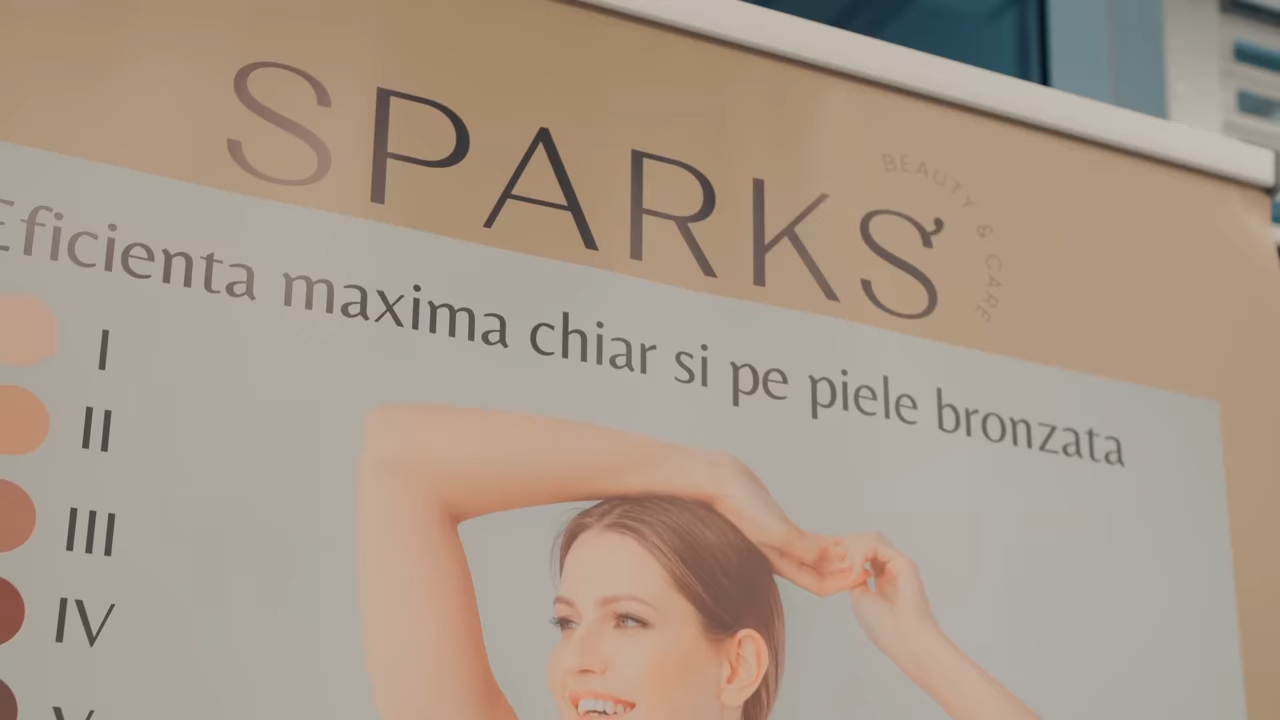 SPARKS
BEAUTY & CARE
Eficienta maxima chiar si pe piele bronzata
I
II
III
IV
V